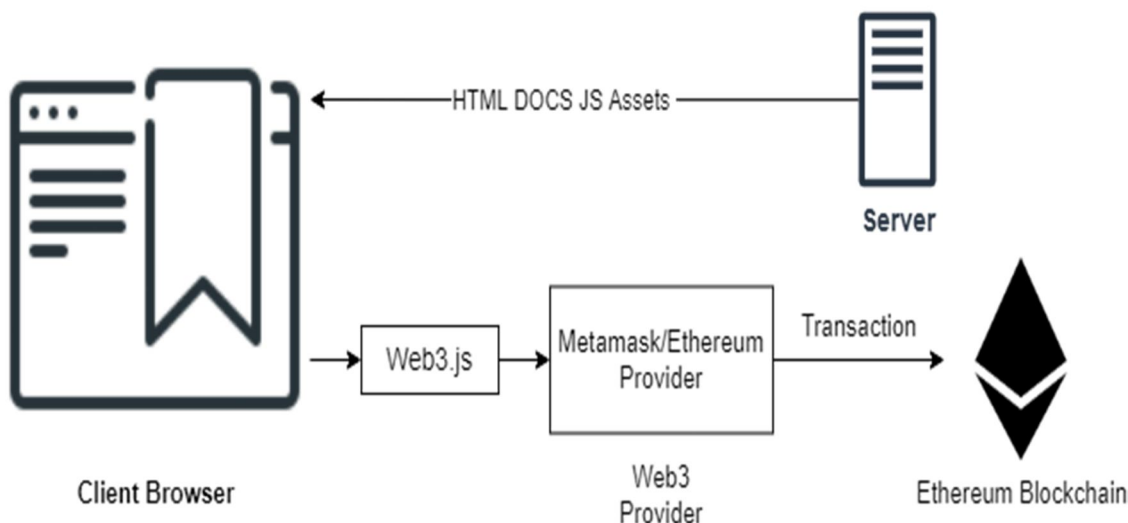 HTML DOCS JS Assets
Server
Web3.js
Metamask/Ethereum
Provider
Transaction
Client Browser
Web3
Provider
Ethereum Blockchain